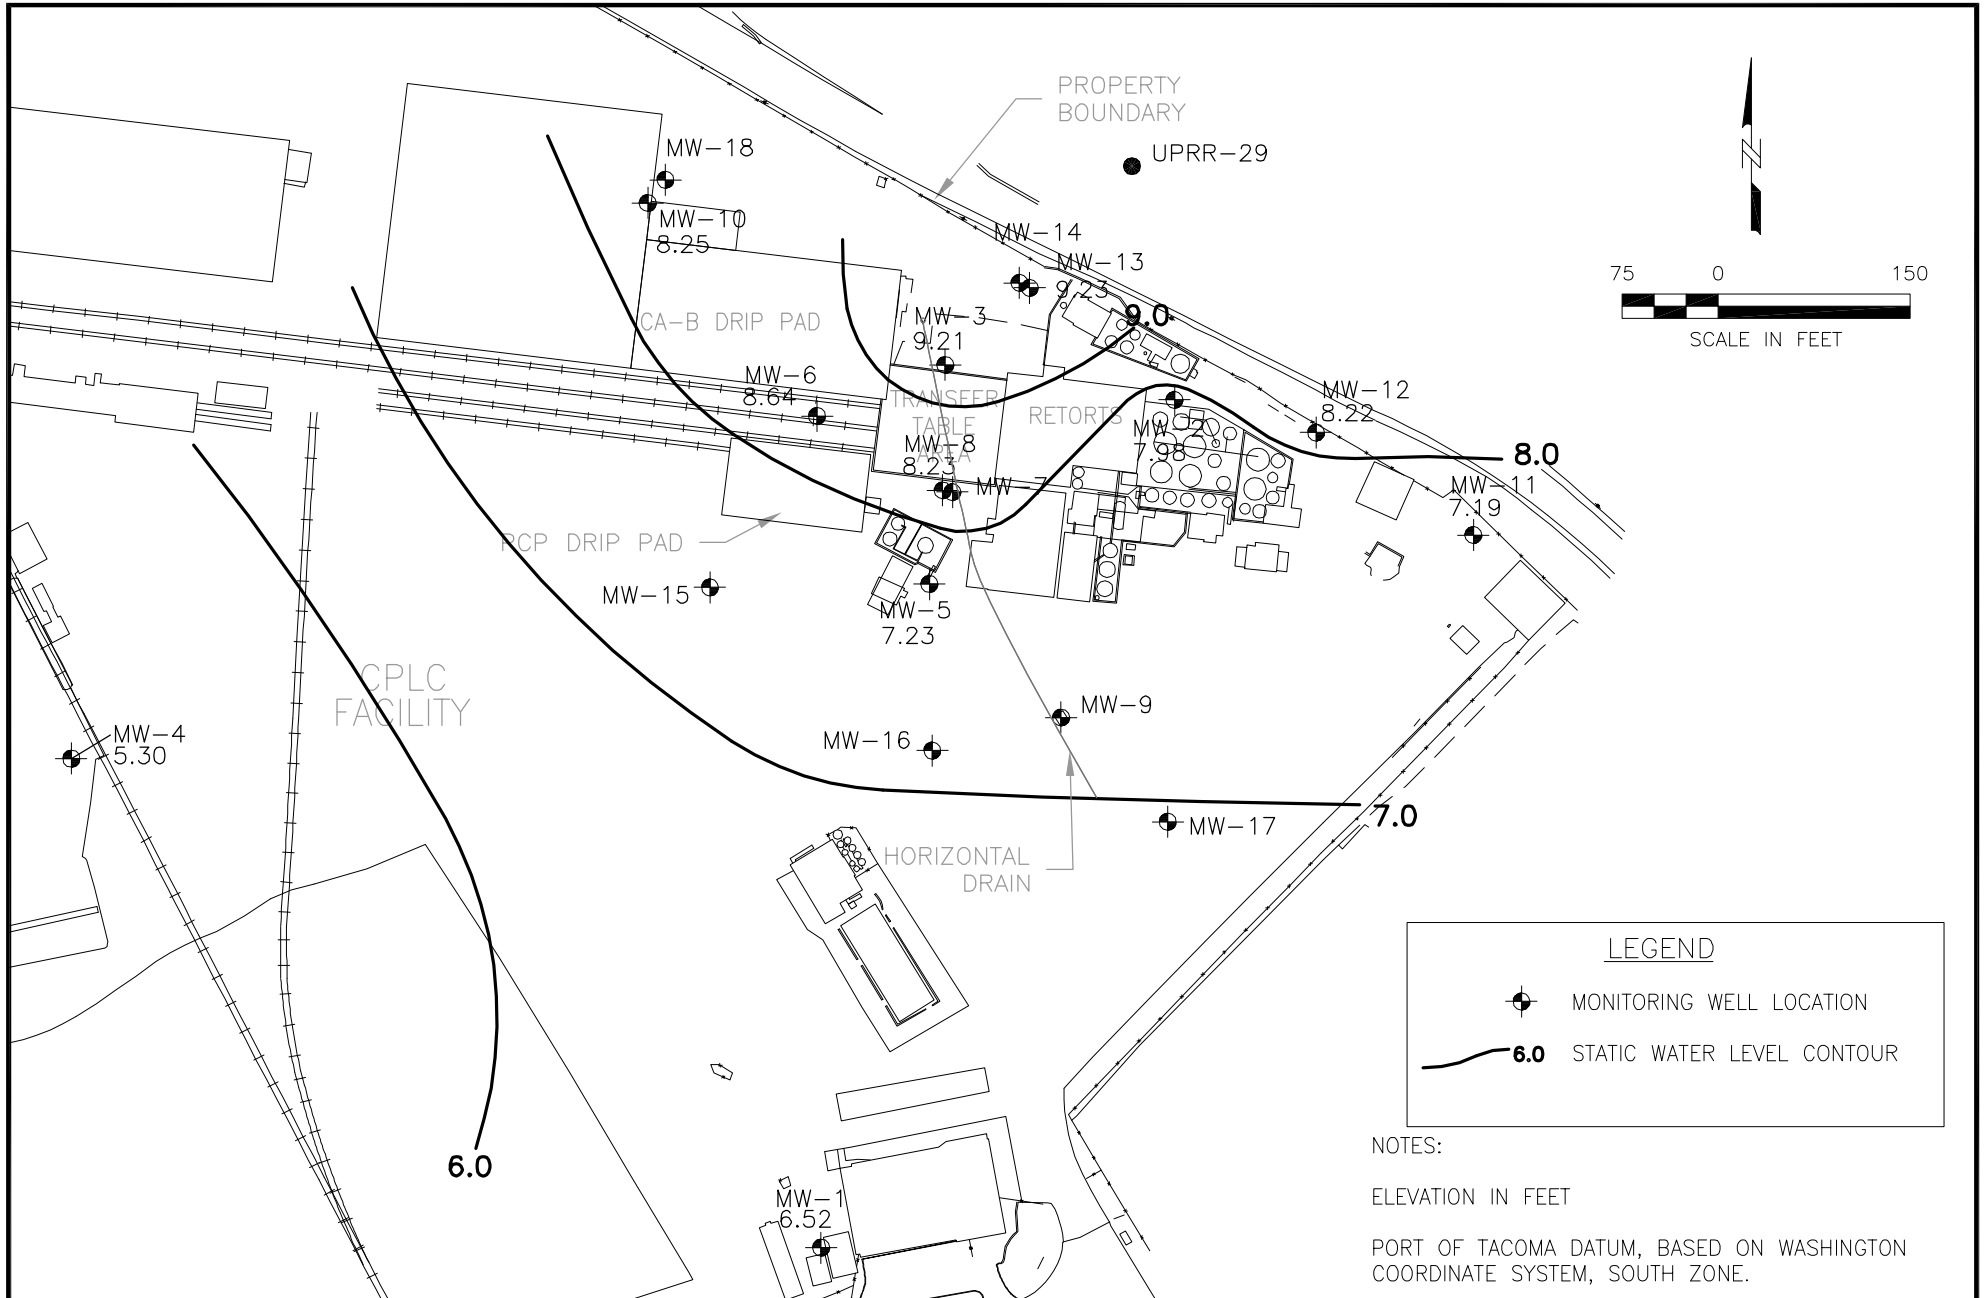 PROPERTY
BOUNDARY
UPRR-29
MW-18
MW-10
8.25
MW-14
MW-13
9.23
75 0 150
SCALE IN FEET
N
9.0
MW-3
9.21
CA-B DRIP PAD
MW-6
8.64
TRANSFER
TABLE
AREA
RETORTS
MW-12
8.22
MW-2
7.98
8.0
MW-8
8.23
MW-7
MW-11
7.19
PCP DRIP PAD
MW-15
MW-5
7.23
CPLC
FACILITY
MW-9
MW-4
5.30
MW-16
7.0
MW-17
HORIZONTAL
DRAIN
6.0
MW-1
6.52
LEGEND
MONITORING WELL LOCATION
6.0 STATIC WATER LEVEL CONTOUR
NOTES:
ELEVATION IN FEET
PORT OF TACOMA DATUM, BASED ON WASHINGTON
COORDINATE SYSTEM, SOUTH ZONE.